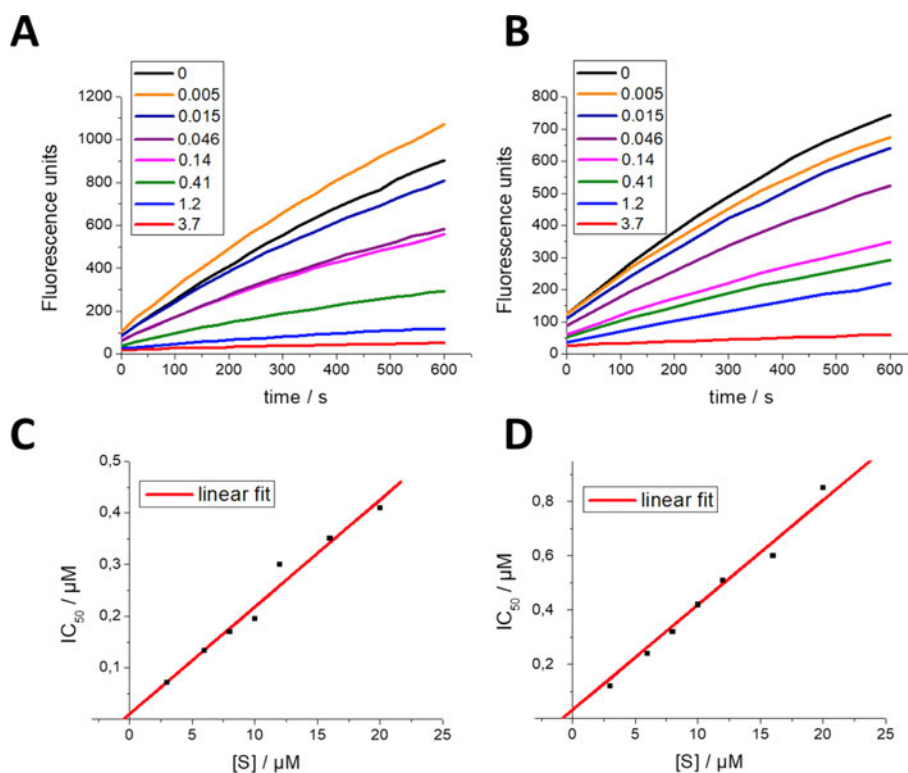 A
0
0.005
0.015
0.046
0.14
0.41
1.2
3.7
1200
1000
800
600
400
200
0
Fluorescence units
0 100 200 300 400 500 600
time / s
B
0
0.005
0.015
0.046
0.14
0.41
1.2
3.7
800
700
600
500
400
300
200
100
0
Fluorescence units
0 100 200 300 400 500 600
time / s
C
linear fit
0,5
0,4
0,3
0,2
0,1
IC50 / µM
0 5 10 15 20 25
[S] / µM
D
linear fit
0,8
0,6
0,4
0,2
IC50 / µM
0 5 10 15 20 25
[S] / µM